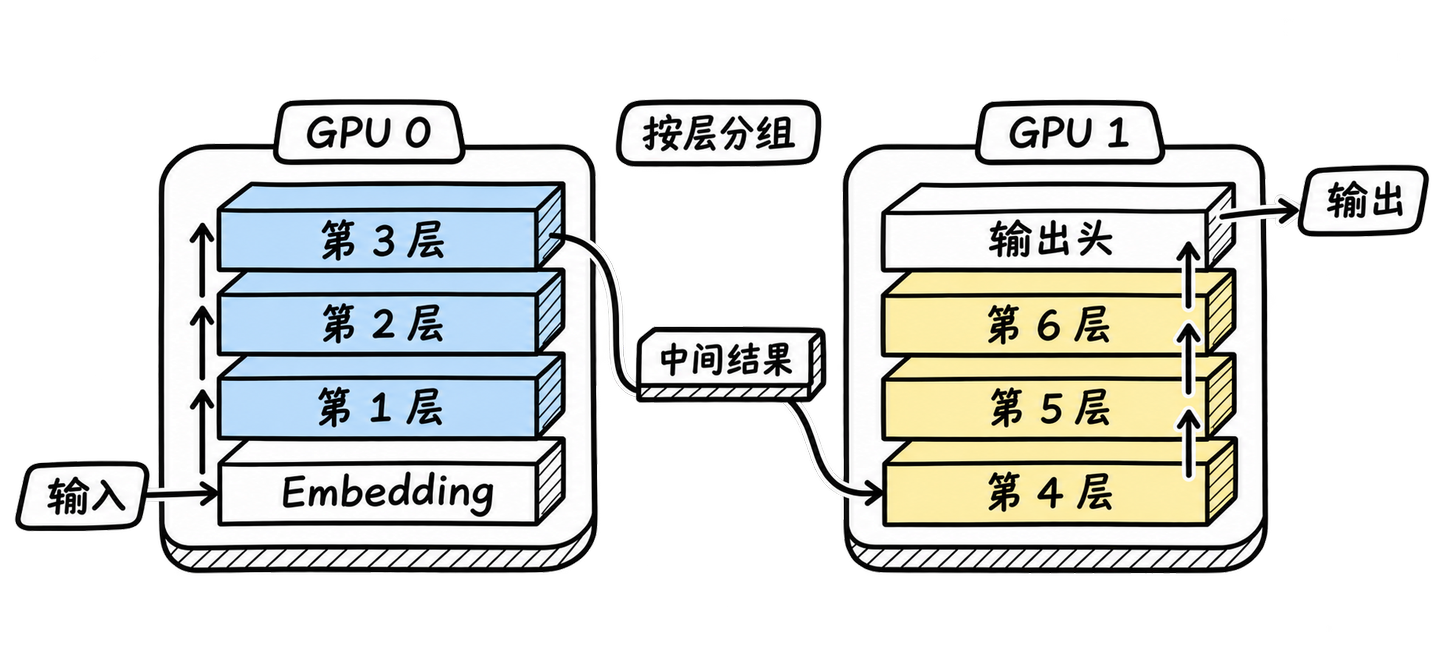 GPU 0
按层分组
GPU 1
第 3 层
第 2 层
第 1 层
Embedding
输入
中间结果
输出头
第 6 层
第 5 层
第 4 层
输出